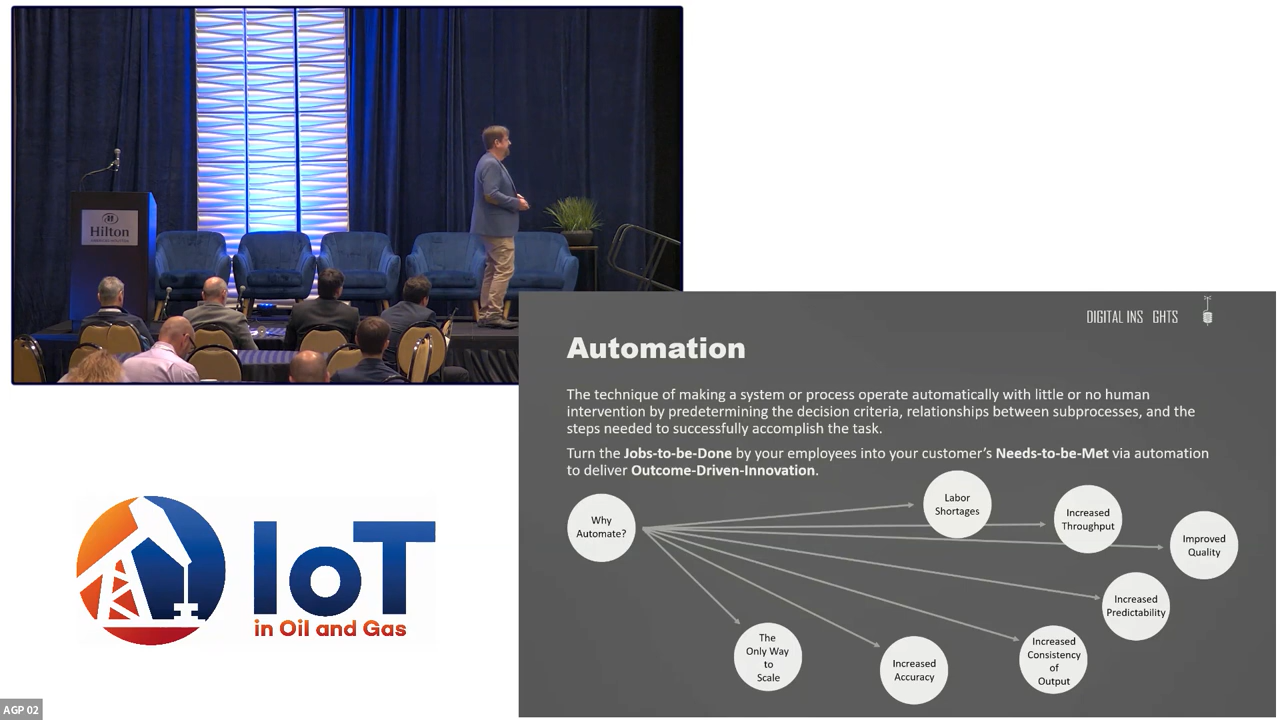 Hilton
DIGITAL INS GHTS
Automation
The technique of making a system or process operate automatically with little or no human
intervention by predetermining the decision criteria, relationships between subprocesses, and the
steps needed to successfully accomplish the task.
Turn the Jobs-to-be-Done by your employees into your customer's Needs-to-be-Met via automation
to deliver Outcome-Driven-Innovation.
Why
Automate?
Labor
Shortages
Increased
Throughput
Improved
Quality
Increased
Predictability
Increased
Consistency
of
Output
Increased
Accuracy
The
Only Way
to
Scale
IoT
in Oil and Gas
AGP 02